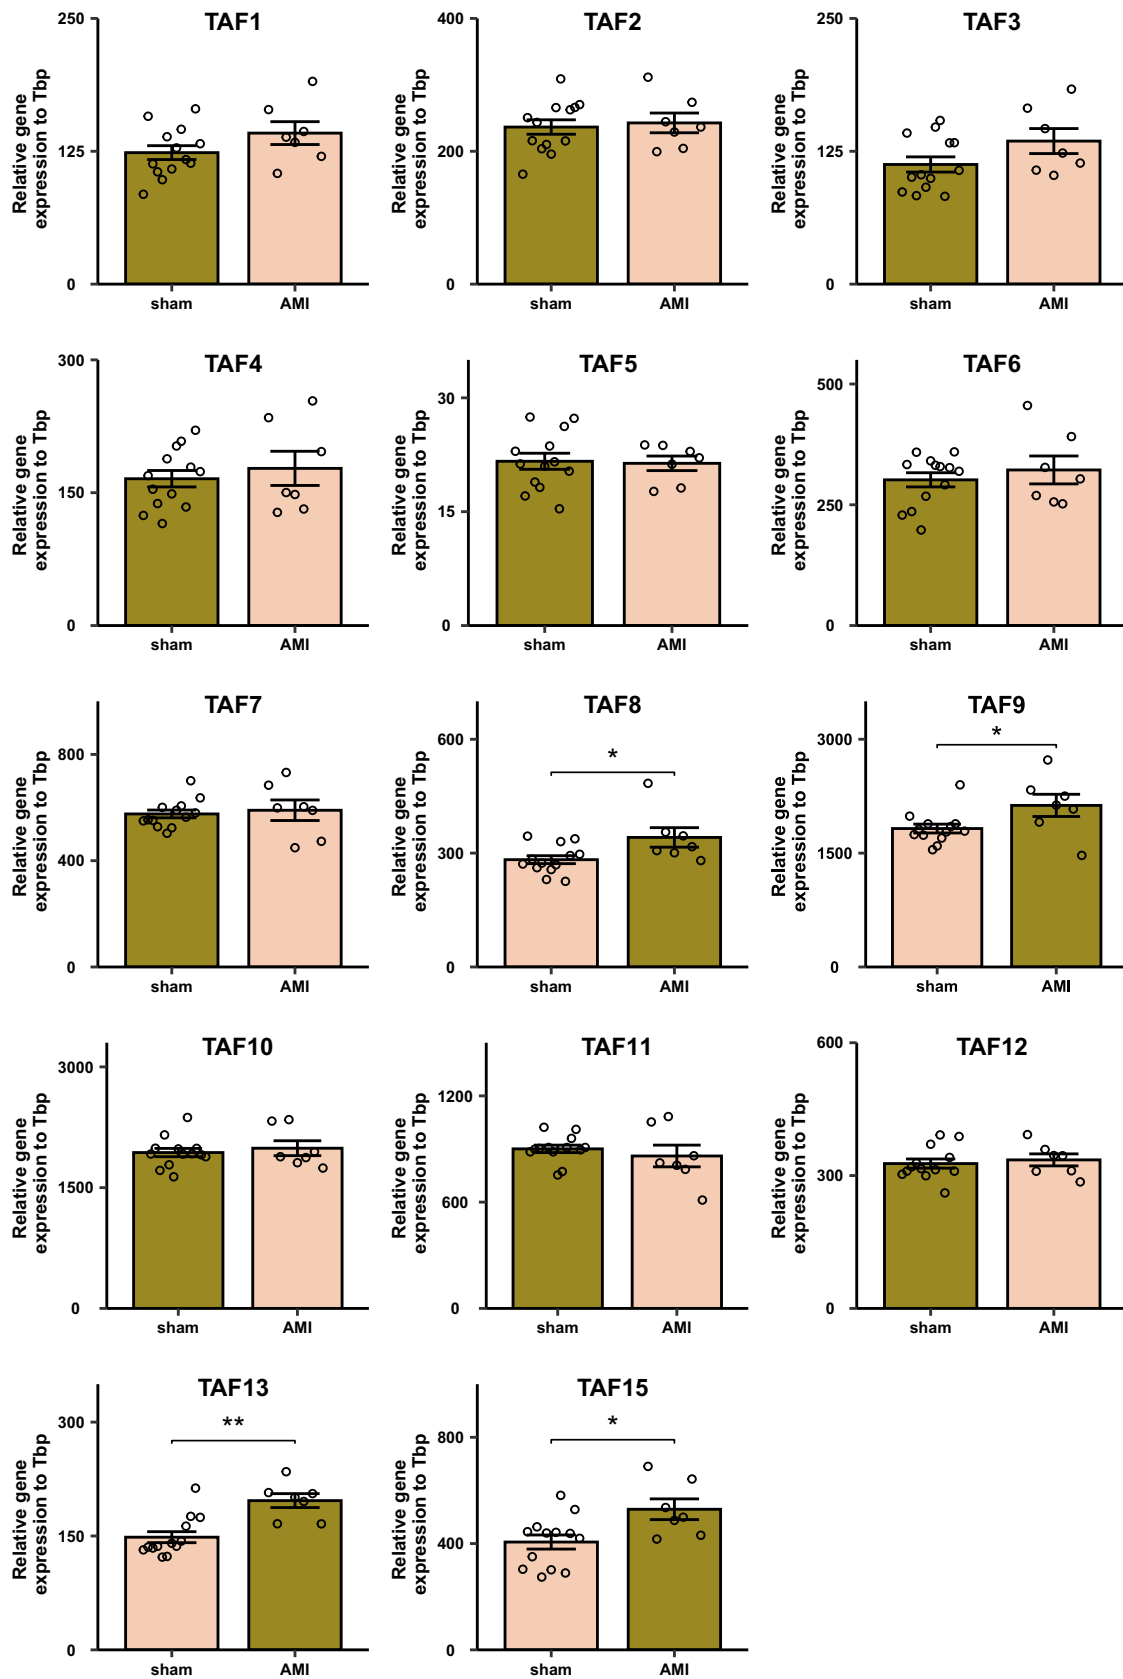 TAF1
Relative gene
expression to Tbp
250
125
0
sham
AMI
TAF2
Relative gene
expression to Tbp
400
200
0
sham
AMI
TAF3
Relative gene
expression to Tbp
250
125
0
sham
AMI
TAF4
Relative gene
expression to Tbp
300
150
0
sham
AMI
TAF5
Relative gene
expression to Tbp
30
15
0
sham
AMI
TAF6
Relative gene
expression to Tbp
500
250
0
sham
AMI
TAF7
Relative gene
expression to Tbp
800
400
0
sham
AMI
TAF8
Relative gene
expression to Tbp
600
300
0
*
sham
AMI
TAF9
Relative gene
expression to Tbp
3000
1500
0
*
sham
AMI
TAF10
Relative gene
expression to Tbp
3000
1500
0
sham
AMI
TAF11
Relative gene
expression to Tbp
1200
600
0
sham
AMI
TAF12
Relative gene
expression to Tbp
600
300
0
sham
AMI
TAF13
Relative gene
expression to Tbp
300
150
0
**
sham
AMI
TAF15
Relative gene
expression to Tbp
800
400
0
*
sham
AMI